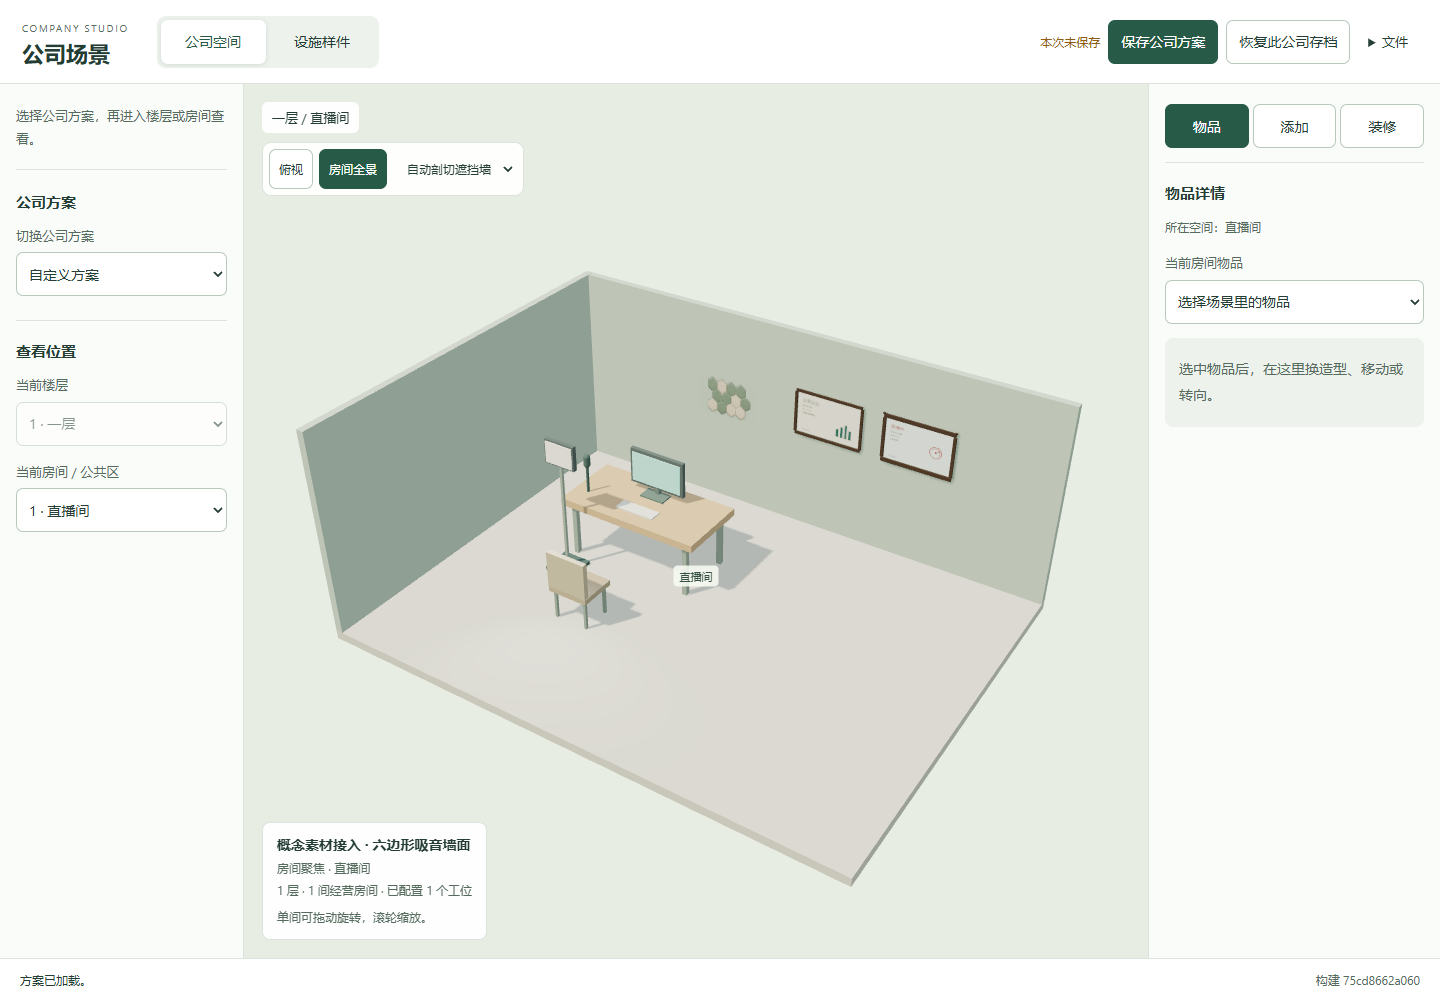 COMPANY STUDIO
公司场景
公司空间
设施样件
本次未保存
保存公司方案
恢复此公司存档
▶ 文件
选择公司方案，再进入楼层或房间查
看。
公司方案
切换公司方案
自定义方案
查看位置
当前楼层
1 · 一层
当前房间 / 公共区
1 · 直播间
一层 / 直播间
俯视
房间全景
自动剖切遮挡墙
直播间
概念素材接入 · 六边形吸音墙面
房间聚焦 · 直播间
1 层 · 1 间经营房间 · 已配置 1 个工位
单间可拖动旋转，滚轮缩放。
物品
添加
装修
物品详情
所在空间：直播间
当前房间物品
选择场景里的物品
选中物品后，在这里换造型、移动或
转向。
方案已加载。
构建 75cd8662a060